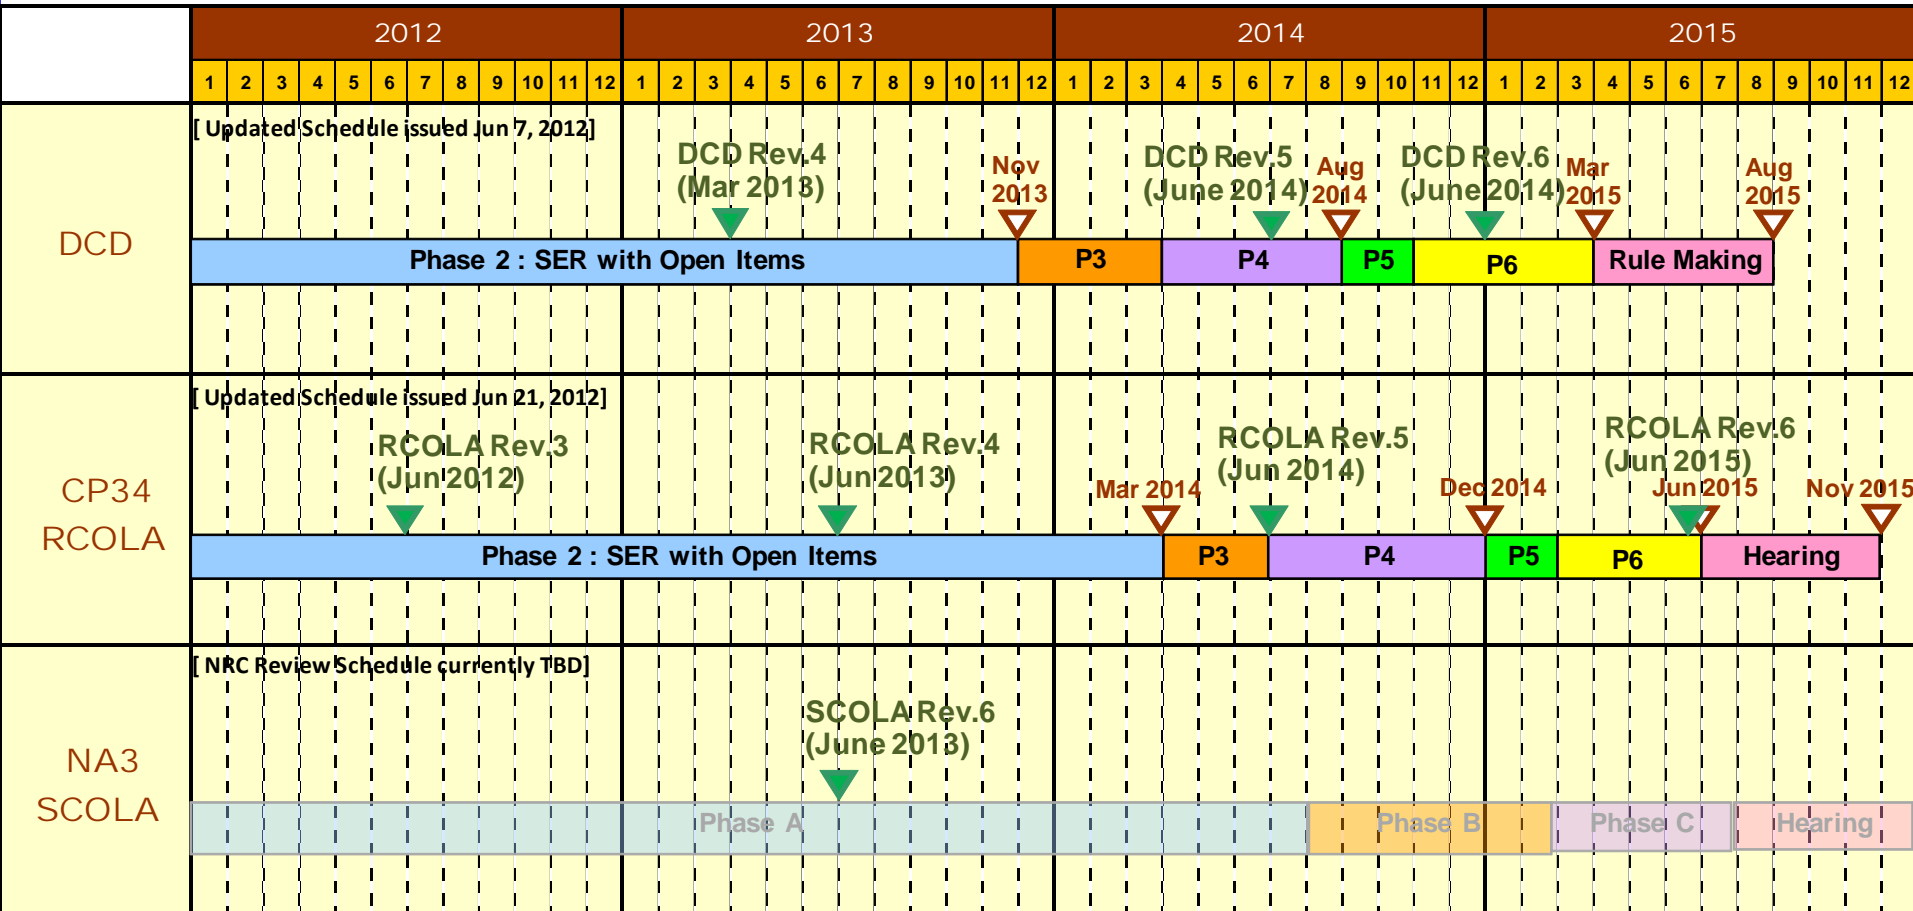 2012 2013 2014 2015
1 2 3 4 5 6 7 8 9 10 11 12 1 2 3 4 5 6 7 8 9 10 11 12 1 2 3 4 5 6 7 8 9 10 11 12 1 2 3 4 5 6 7 8 9 10 11 12
DCD
[ Updated Schedule issued Jun 7, 2012]
DCD Rev.4
(Mar 2013)
Nov
2013
DCD Rev.5
(June 2014)
Aug
2014
DCD Rev.6
(June 2014)
Mar
2015
Aug
2015
Phase 2 : SER with Open Items P3 P4 P5 P6 Rule Making
CP34
RCOLA
[ Updated Schedule issued Jun 21, 2012]
RCOLA Rev.3
(Jun 2012)
RCOLA Rev.4
(Jun 2013)
Mar 2014
RCOLA Rev.5
(Jun 2014)
Dec 2014
RCOLA Rev.6
(Jun 2015)
Jun 2015
Nov 2015
Phase 2 : SER with Open Items P3 P4 P5 P6 Hearing
NA3
SCOLA
[ NRC Review Schedule currently TBD]
SCOLA Rev.6
(June 2013)
Phase A Phase B Phase C Hearing